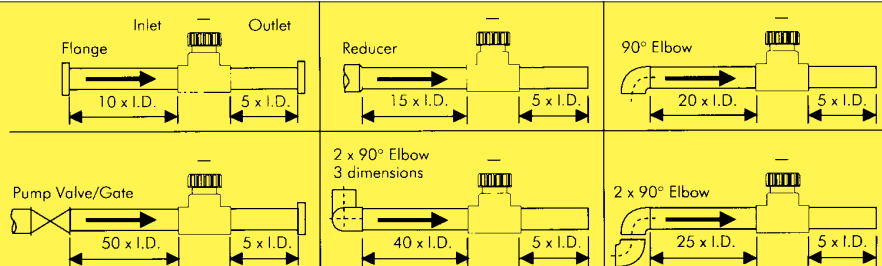 Inlet Outlet
Flange
10 x I.D. 5 x I.D.
Reducer
15 x I.D. 5 x I.D.
90° Elbow
20 x I.D. 5 x I.D.
Pump Valve/Gate
50 x I.D. 5 x I.D.
2 x 90° Elbow
3 dimensions
40 x I.D. 5 x I.D.
2 x 90° Elbow
25 x I.D. 5 x I.D.